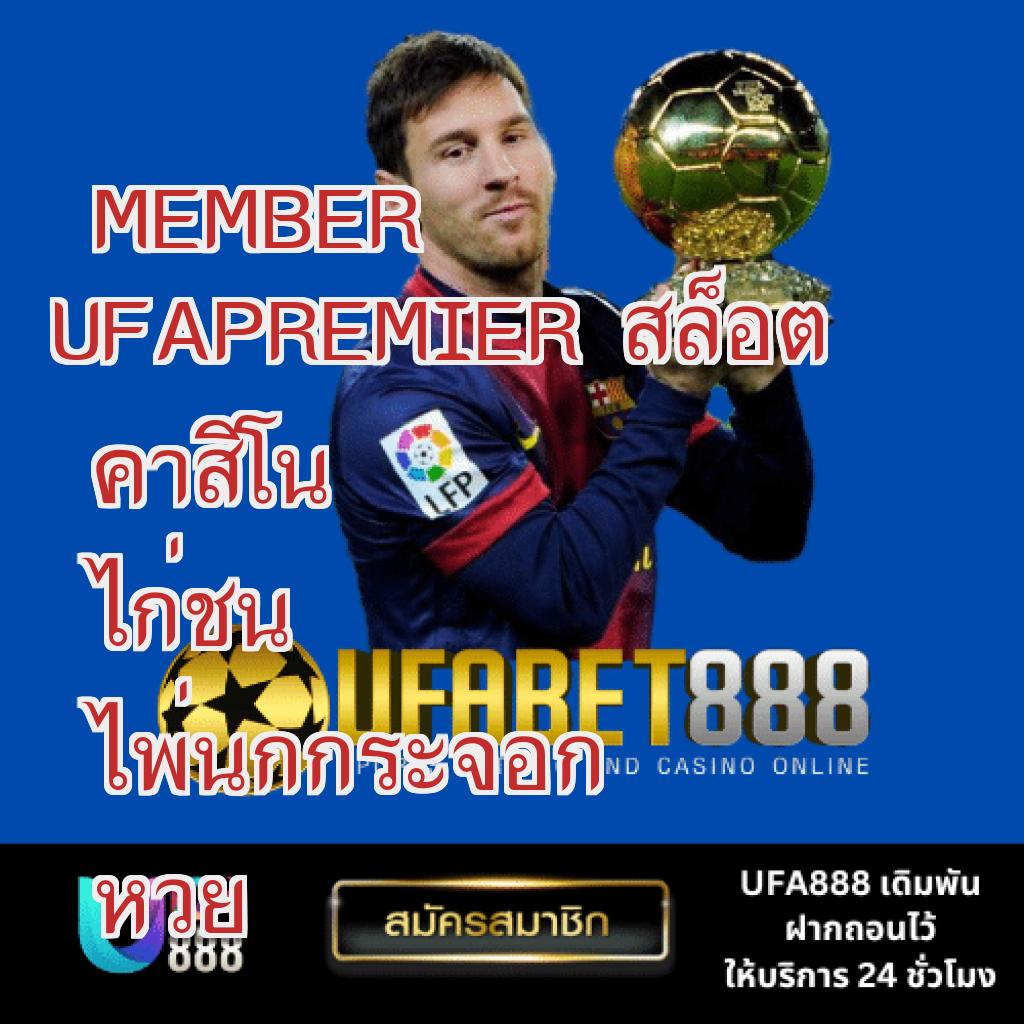 MEMBER
UFAPREMIER สล็อต
คาสิโน
LFP
ไก่ชน
UFABET888
ไพ่นกกระจอก
ND CASINO ONLINE
หวย
888
สมัครสมาชิก
UFA888 เดิมพัน
ฝากถอนไว้
ให้บริการ 24 ชั่วโมง